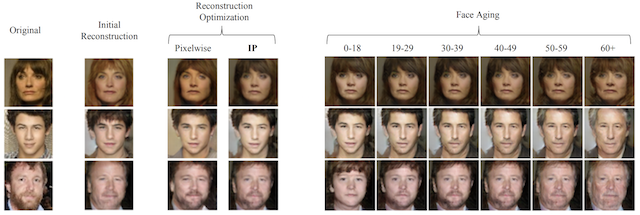 Original
Initial
Reconstruction
Reconstruction
Optimization
Pixelwise
IP
Face Aging
0-18
19-29
30-39
40-49
50-59
60+